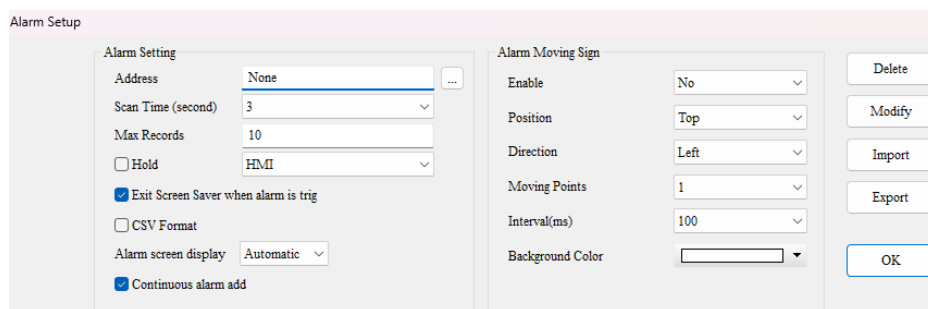 Alarm Setup
Alarm Setting
Address None ...
Scan Time (second) 3
Max Records 10
Hold HMI
Exit Screen Saver when alarm is trig
CSV Format
Alarm screen display Automatic
Continuous alarm add
Alarm Moving Sign
Enable No
Position Top
Direction Left
Moving Points 1
Interval(ms) 100
Background Color
Delete
Modify
Import
Export
OK